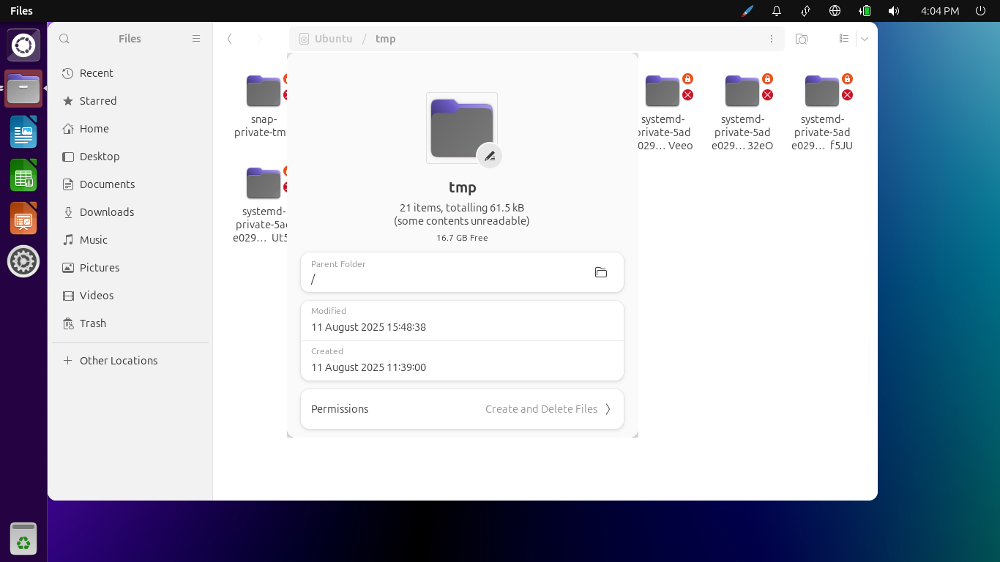 Files
4:04 PM
Files
Ubuntu / tmp
Recent
Starred
Home
Desktop
Documents
Downloads
Music
Pictures
Videos
Trash
Other Locations
snap-
private-tm
systemd-
private-5ad
e029… Veeo
systemd-
private-5ad
e029… 32eO
systemd-
private-5ad
e029… f5JU
systemd-
private-5ad
e029… Ut5
tmp
21 items, totalling 61.5 kB
(some contents unreadable)
16.7 GB Free
Parent Folder
/
Modified
11 August 2025 15:48:38
Created
11 August 2025 11:39:00
Permissions
Create and Delete Files